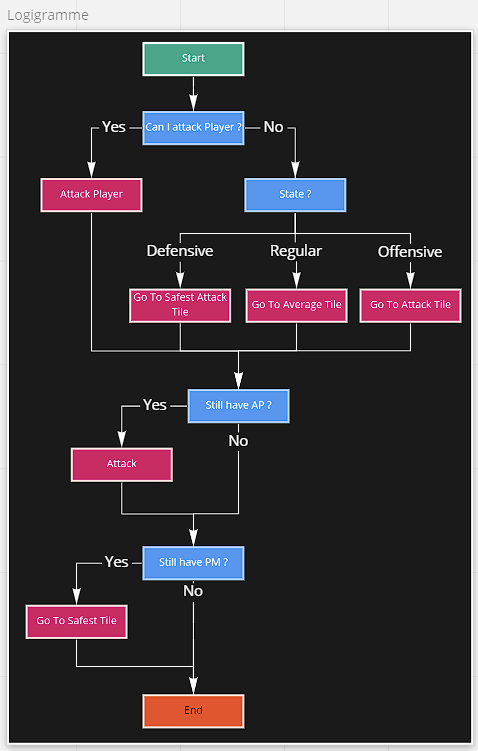 Logigramme
Start
Can I attack Player ?
Yes
No
Attack Player
State ?
Defensive
Regular
Offensive
Go To Safest Attack
Tile
Go To Average Tile
Go To Attack Tile
Still have AP ?
Yes
No
Attack
Still have PM ?
Yes
No
Go To Safest Tile
End